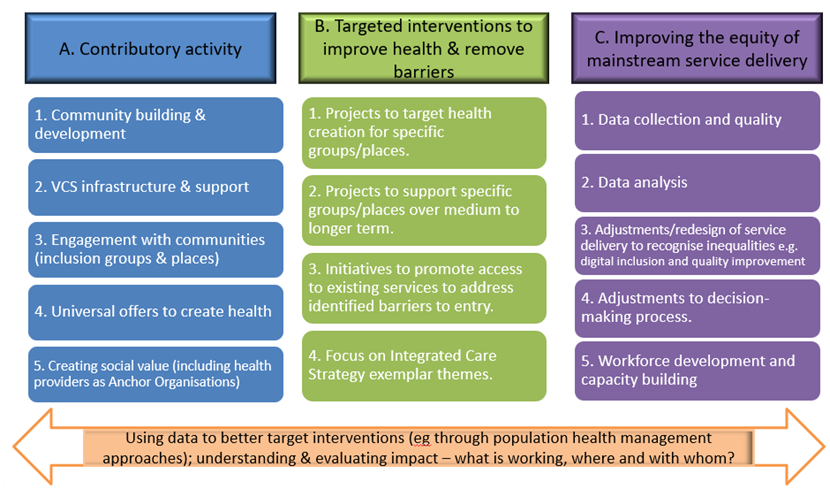 A. Contributory activity
1. Community building &
development
2. VCS infrastructure & support
3. Engagement with communities
(inclusion groups & places)
4. Universal offers to create health
5. Creating social value (including health
providers as Anchor Organisations)
B. Targeted interventions to
improve health & remove
barriers
1. Projects to target health
creation for specific
groups/places.
2. Projects to support specific
groups/places over medium to
longer term.
3. Initiatives to promote access
to existing services to address
identified barriers to entry.
4. Focus on Integrated Care
Strategy exemplar themes.
C. Improving the equity of
mainstream service delivery
1. Data collection and quality
2. Data analysis
3. Adjustments/redesign of service
delivery to recognise inequalities e.g.
digital inclusion and quality improvement
4. Adjustments to decision-
making process.
5. Workforce development and
capacity building
Using data to better target interventions (eg through population health management
approaches); understanding & evaluating impact – what is working, where and with whom?